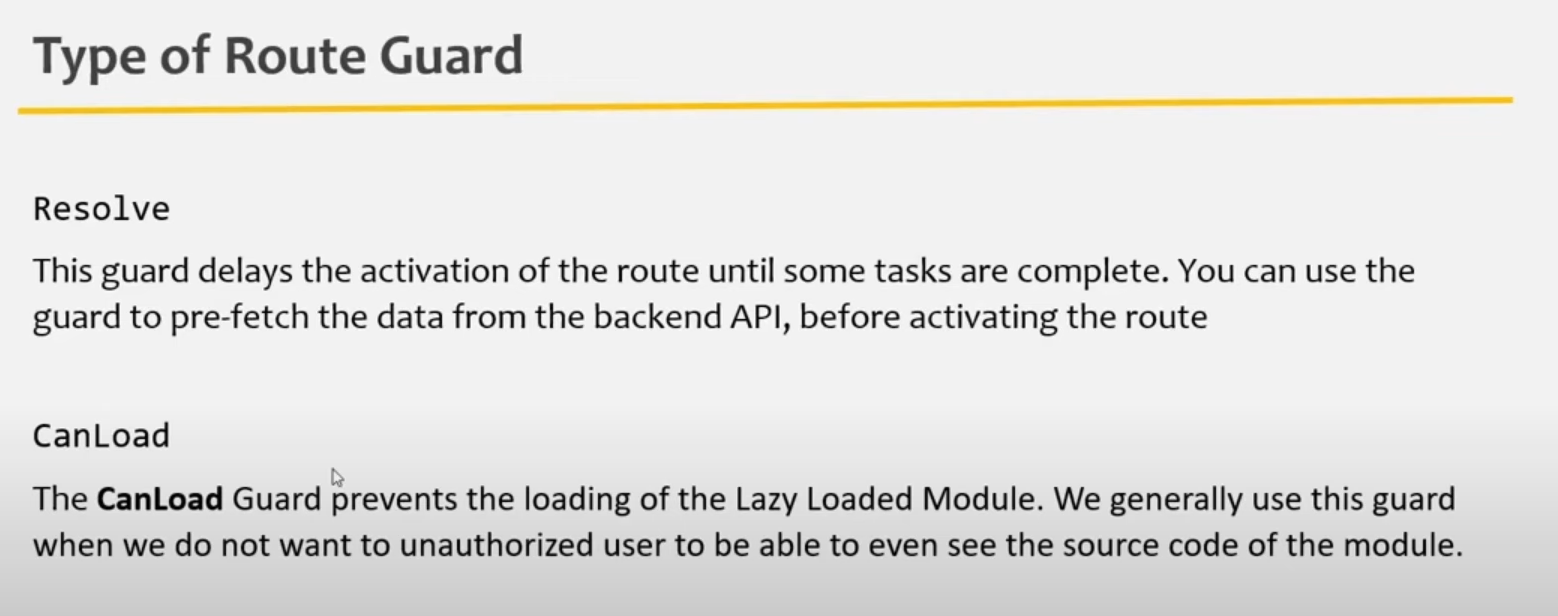 Type of Route Guard
Resolve
This guard delays the activation of the route until some tasks are complete. You can use the
guard to pre-fetch the data from the backend API, before activating the route
CanLoad
The CanLoad Guard prevents the loading of the Lazy Loaded Module. We generally use this guard
when we do not want to unauthorized user to be able to even see the source code of the module.